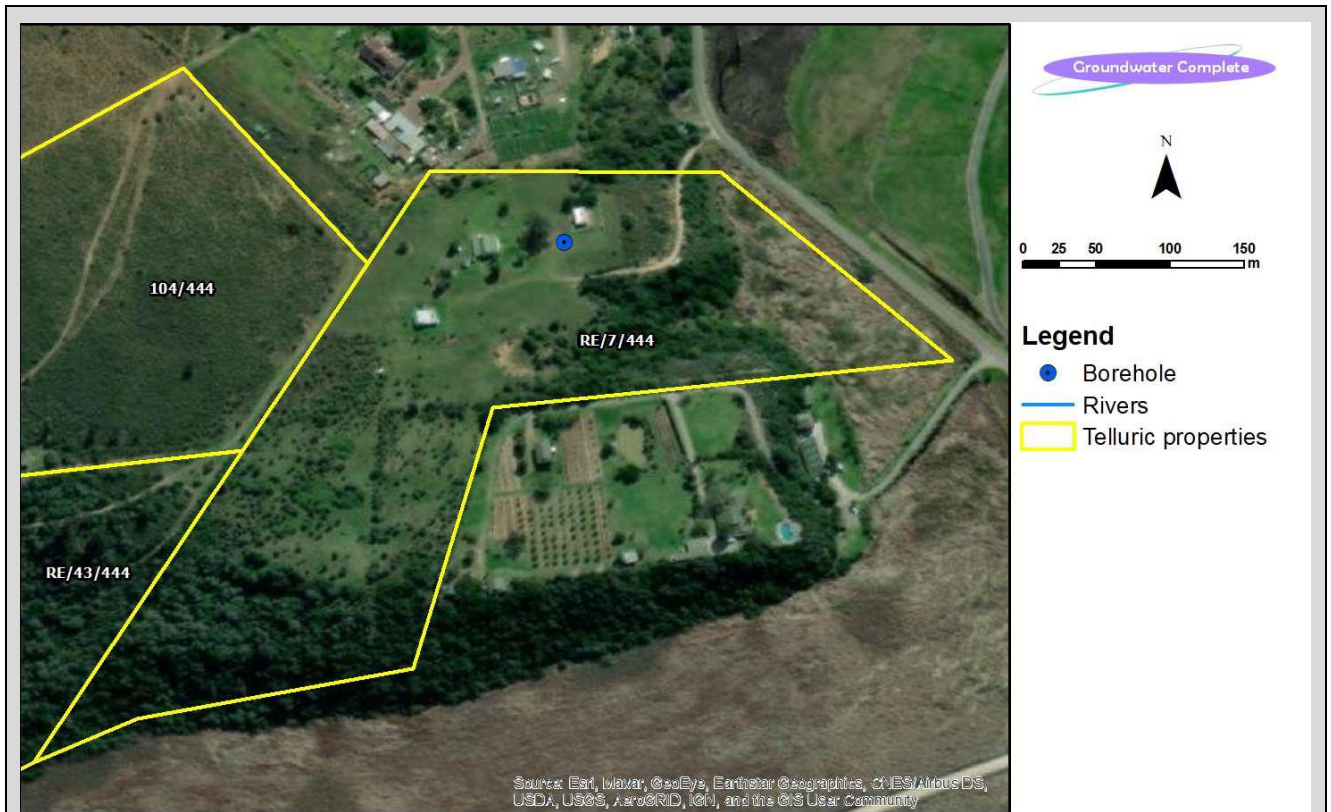 Groundwater Complete
N
0 25 50 100 150
m
Legend
Borehole
Rivers
Telluric properties
104/444
RE/7/444
RE/43/444
Source: Esri, Maxar, GeoEye, Earthstar Geographics, CNES/Airbus DS,
USDA, USGS, AeroGRID, IGN, and the GIS User Community